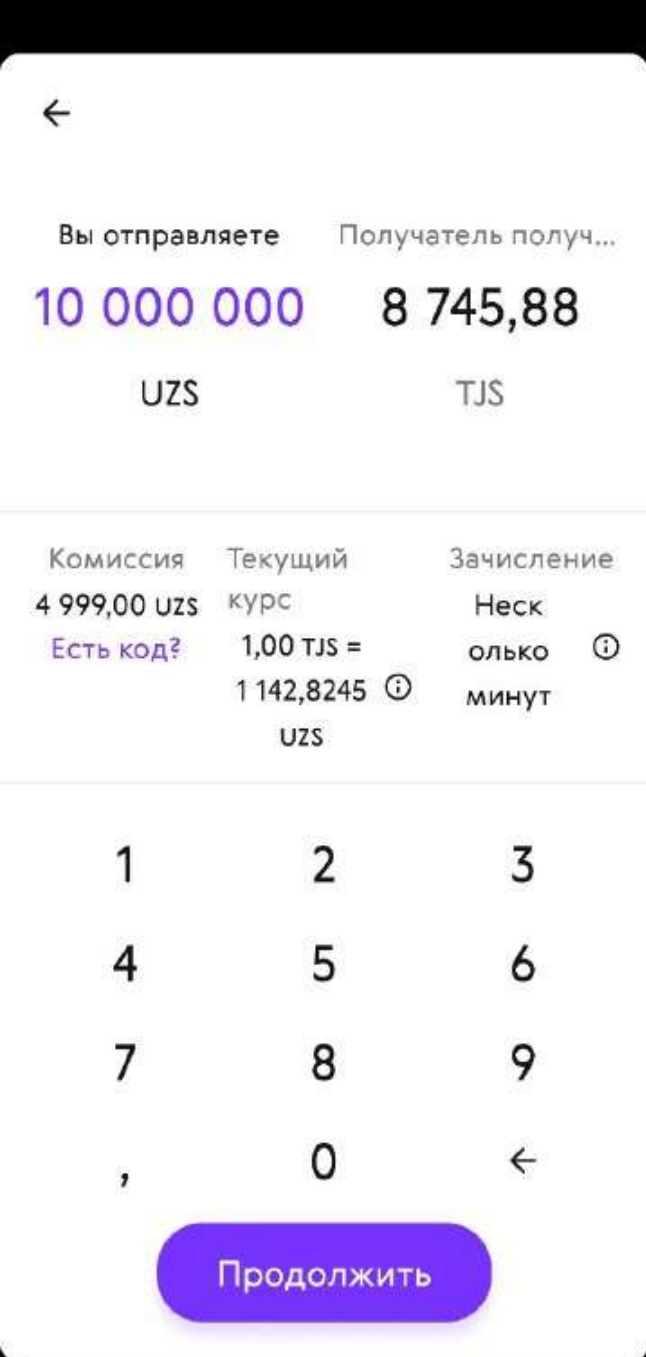 ←
Вы отправляете
10 000 000
UZS
Получатель получ...
8 745,88
TJS
Комиссия
4 999,00 UZS
Есть код?
Текущий
курс
1,00 TJS =
1 142,8245
UZS
Зачисление
Неск
олько
минут
1 2 3
4 5 6
7 8 9
, 0 ←
Продолжить